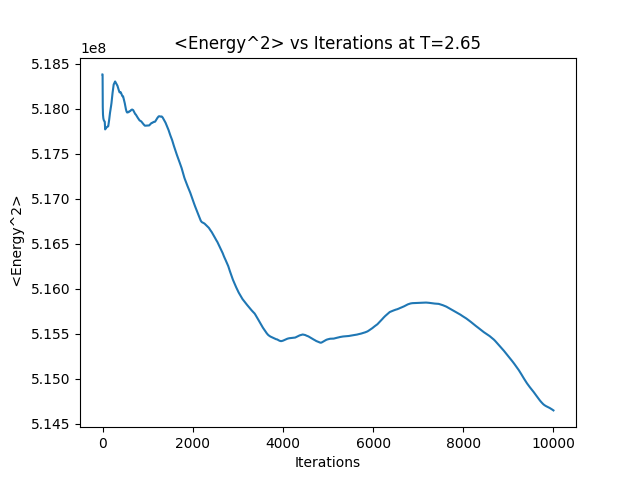 <Energy^2> vs Iterations at T=2.65
1e8
5.185
5.180
5.175
5.170
5.165
5.160
5.155
5.150
5.145
<Energy^2>
0 2000 4000 6000 8000 10000
Iterations